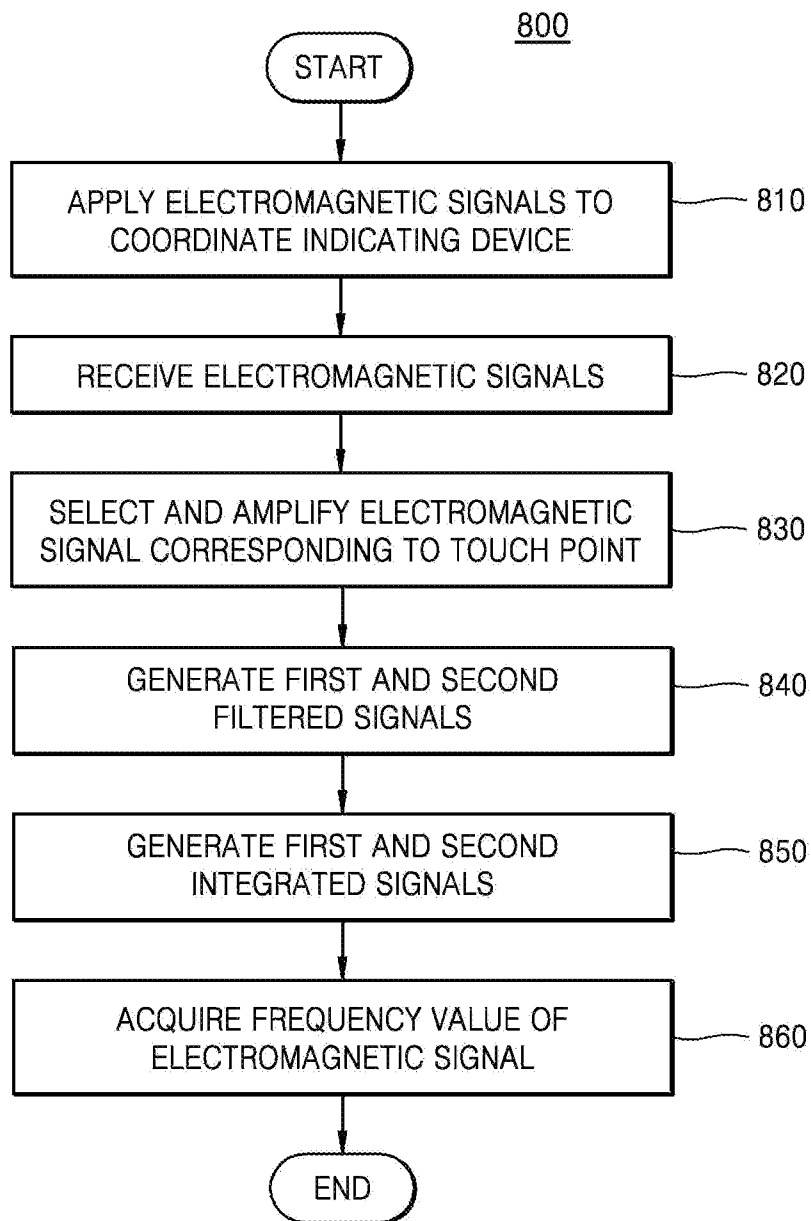 800
START
APPLY ELECTROMAGNETIC SIGNALS TO
COORDINATE INDICATING DEVICE
810
RECEIVE ELECTROMAGNETIC SIGNALS
820
SELECT AND AMPLIFY ELECTROMAGNETIC
SIGNAL CORRESPONDING TO TOUCH POINT
830
GENERATE FIRST AND SECOND
FILTERED SIGNALS
840
GENERATE FIRST AND SECOND
INTEGRATED SIGNALS
850
ACQUIRE FREQUENCY VALUE OF
ELECTROMAGNETIC SIGNAL
860
END